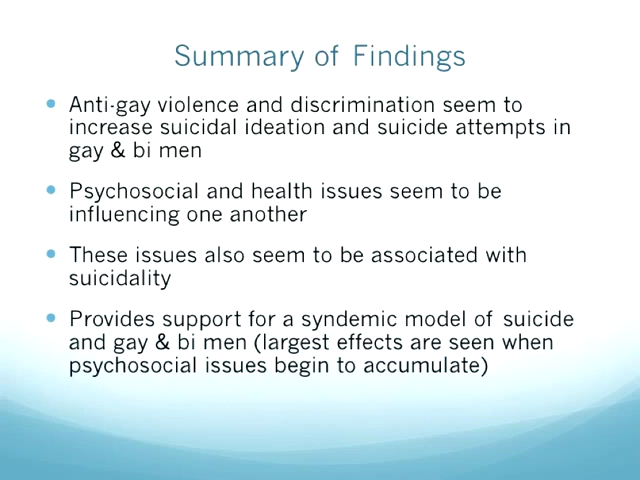 Summary of Findings
• Anti-gay violence and discrimination seem to
increase suicidal ideation and suicide attempts in
gay & bi men
• Psychosocial and health issues seem to be
influencing one another
• These issues also seem to be associated with
suicidality
• Provides support for a syndemic model of suicide
and gay & bi men (largest effects are seen when
psychosocial issues begin to accumulate)